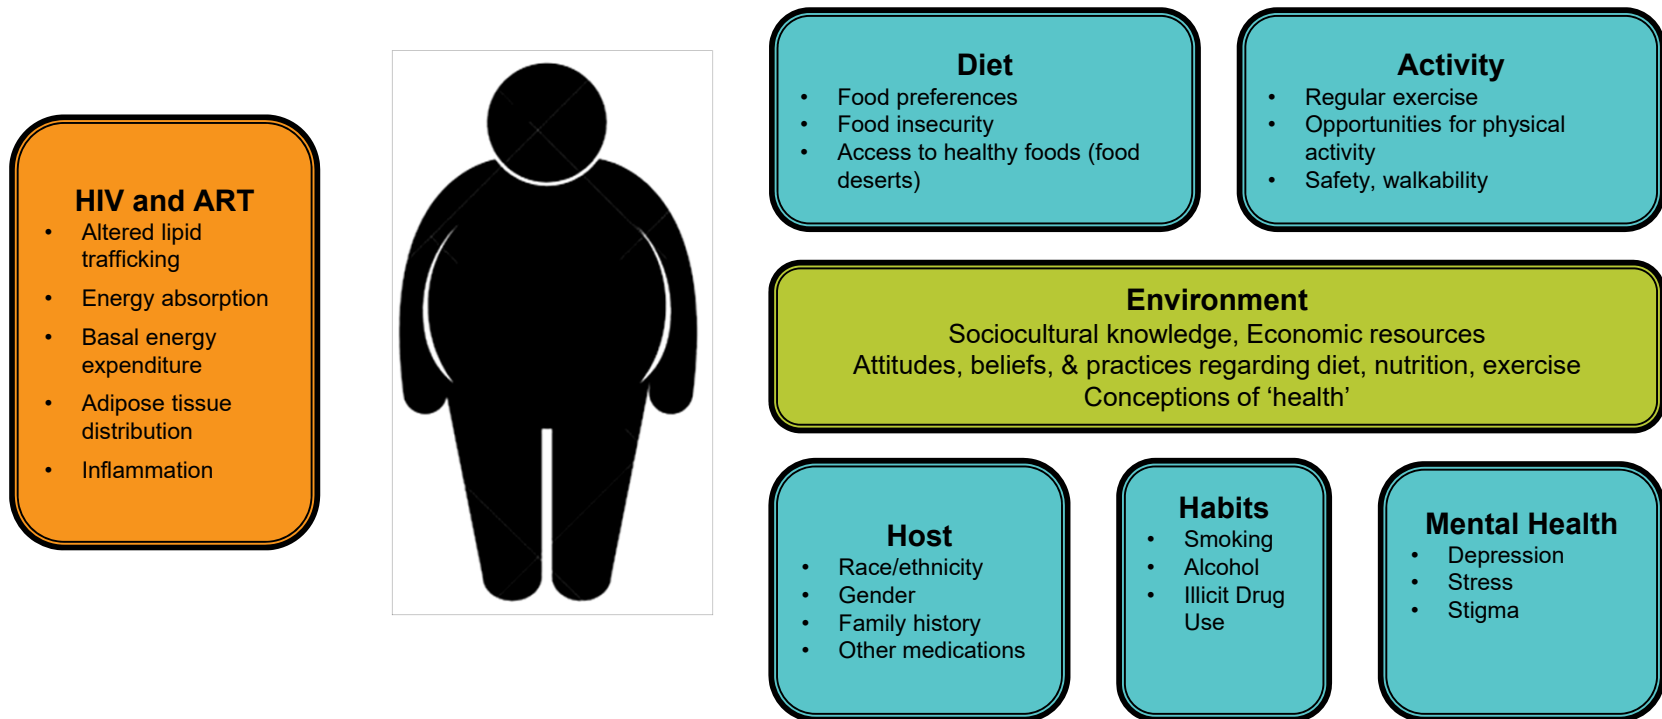 HIV and ART
• Altered lipid
trafficking
• Energy absorption
• Basal energy
expenditure
• Adipose tissue
distribution
• Inflammation
Diet
• Food preferences
• Food insecurity
• Access to healthy foods (food
deserts)
Activity
• Regular exercise
• Opportunities for physical
activity
• Safety, walkability
Environment
Sociocultural knowledge, Economic resources
Attitudes, beliefs, & practices regarding diet, nutrition, exercise
Conceptions of ‘health’
Host
• Race/ethnicity
• Gender
• Family history
• Other medications
Habits
• Smoking
• Alcohol
• Illicit Drug
Use
Mental Health
• Depression
• Stress
• Stigma